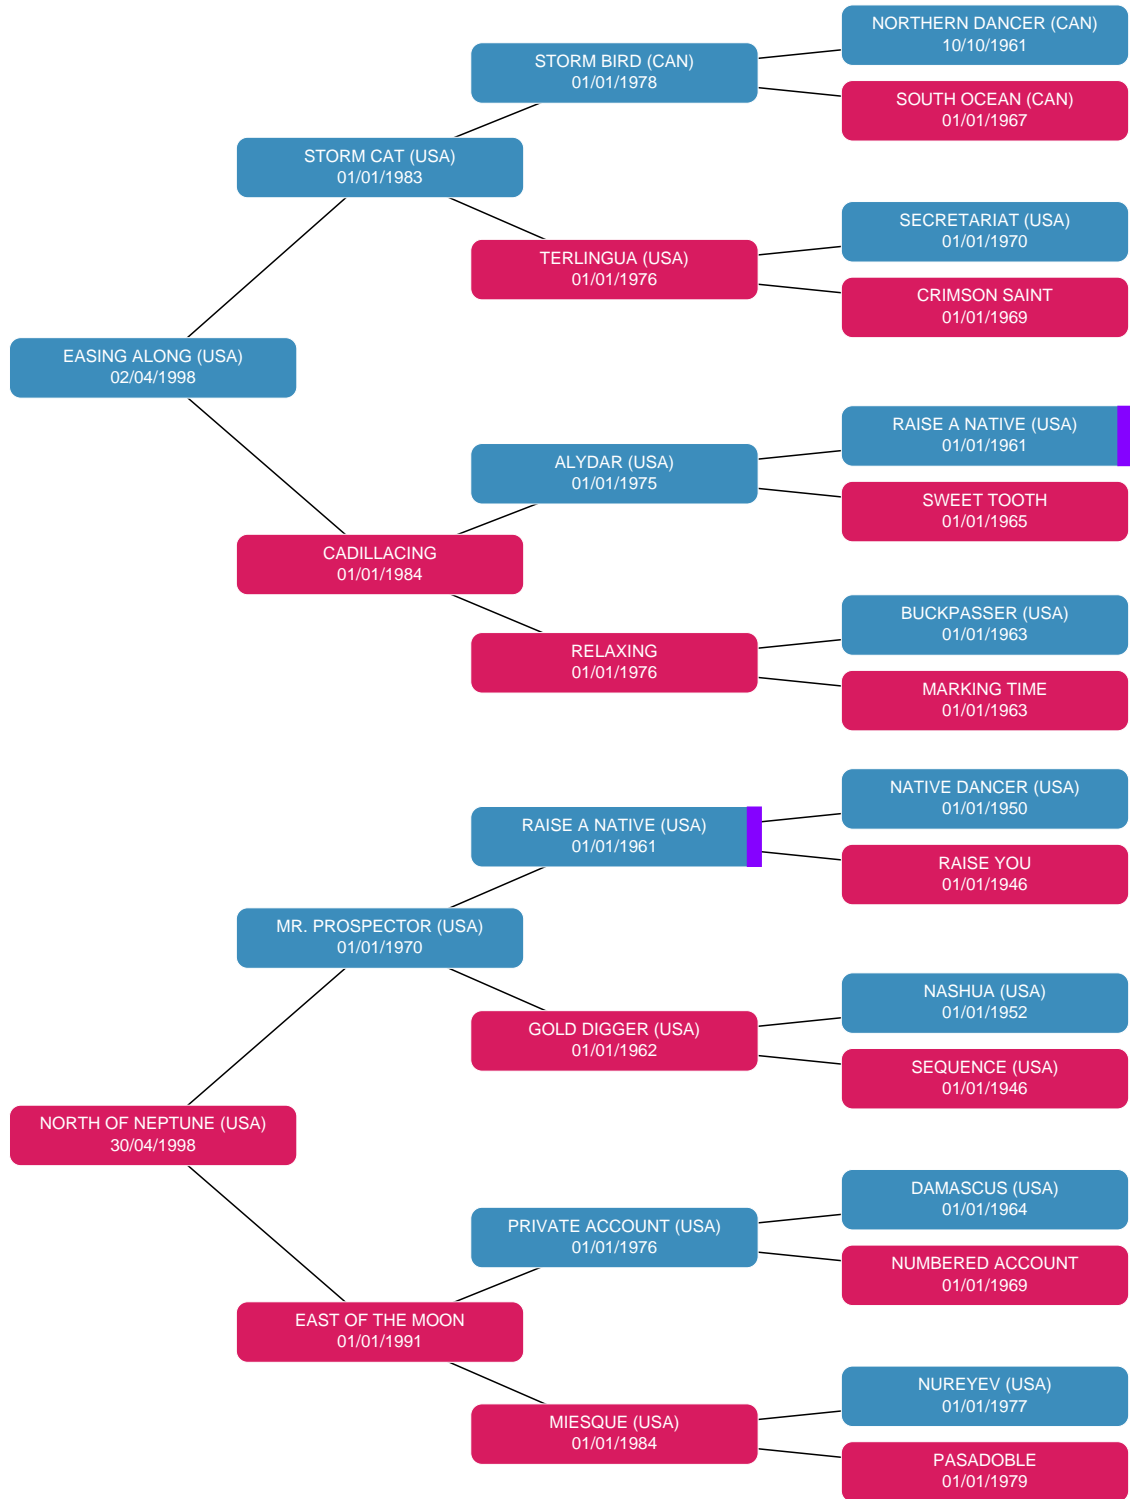 NORTHERN DANCER (CAN)
10/10/1961
STORM BIRD (CAN)
01/01/1978
SOUTH OCEAN (CAN)
01/01/1967
STORM CAT (USA)
01/01/1983
SECRETARIAT (USA)
01/01/1970
TERLINGUA (USA)
01/01/1976
CRIMSON SAINT
01/01/1969
EASING ALONG (USA)
02/04/1998
RAISE A NATIVE (USA)
01/01/1961
ALYDAR (USA)
01/01/1975
SWEET TOOTH
01/01/1965
CADILLACING
01/01/1984
BUCKPASSER (USA)
01/01/1963
RELAXING
01/01/1976
MARKING TIME
01/01/1963
NATIVE DANCER (USA)
01/01/1950
RAISE A NATIVE (USA)
01/01/1961
RAISE YOU
01/01/1946
MR. PROSPECTOR (USA)
01/01/1970
NASHUA (USA)
01/01/1952
GOLD DIGGER (USA)
01/01/1962
SEQUENCE (USA)
01/01/1946
NORTH OF NEPTUNE (USA)
30/04/1998
DAMASCUS (USA)
01/01/1964
PRIVATE ACCOUNT (USA)
01/01/1976
NUMBERED ACCOUNT
01/01/1969
EAST OF THE MOON
01/01/1991
NUREYEV (USA)
01/01/1977
MIESQUE (USA)
01/01/1984
PASADOBLE
01/01/1979